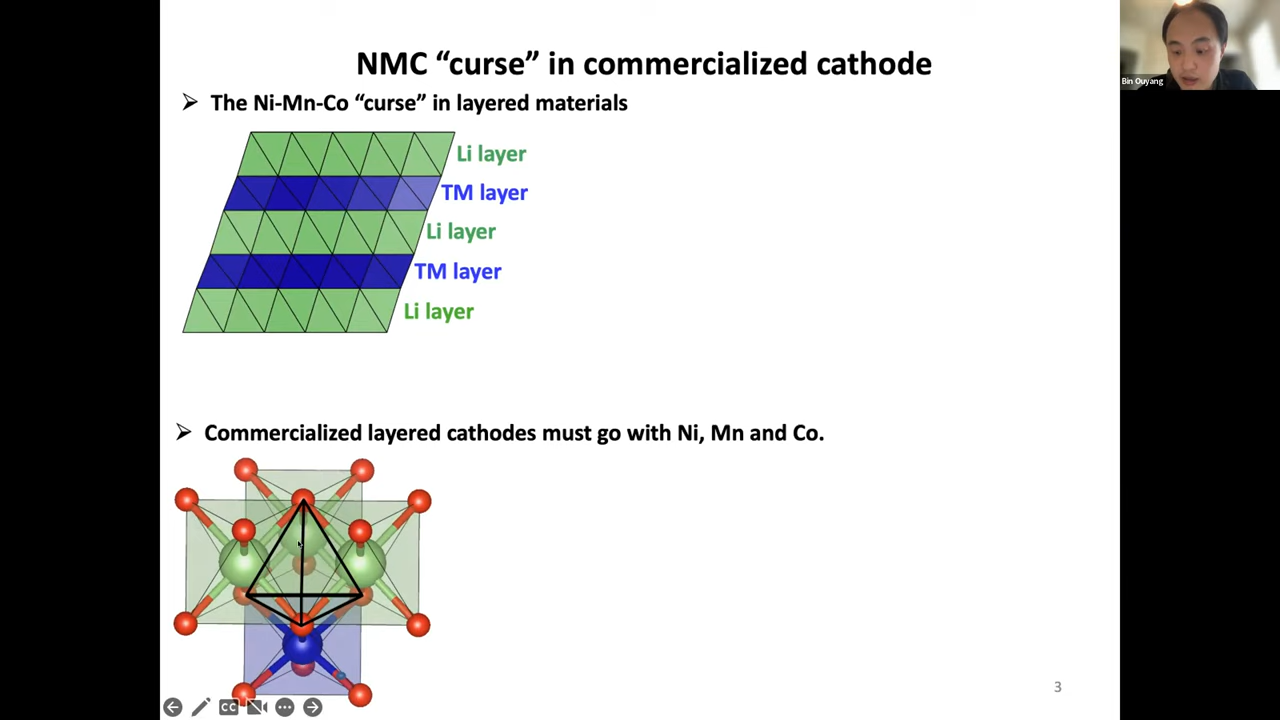 NMC “curse” in commercialized cathode
Bin Ouyang
➢ The Ni-Mn-Co “curse” in layered materials
Li layer
TM layer
Li layer
TM layer
Li layer
➢ Commercialized layered cathodes must go with Ni, Mn and Co.
3
CC